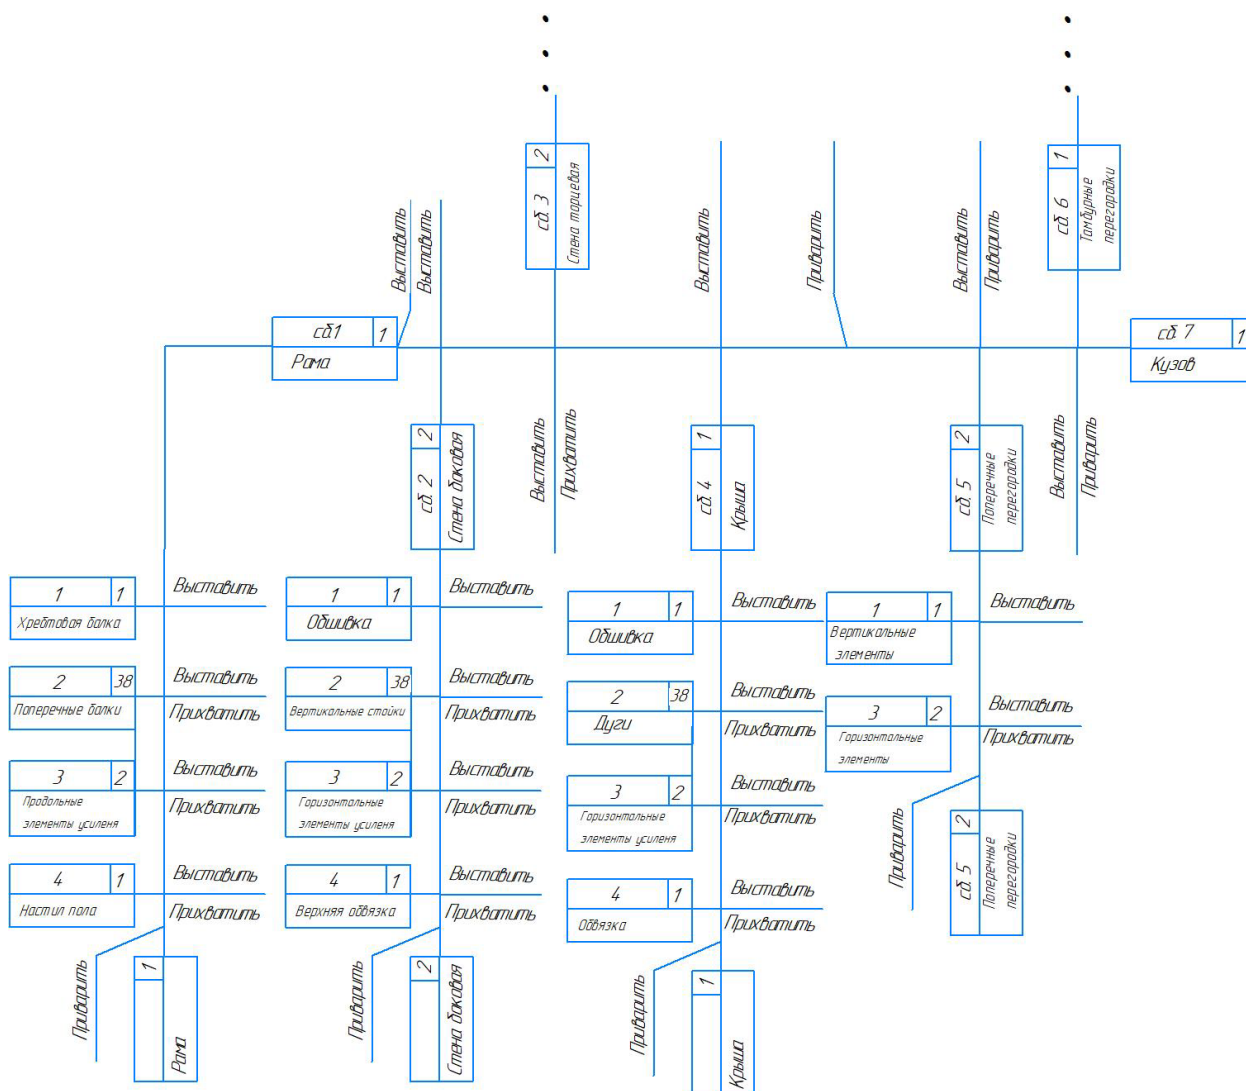 2
сб. 3
Стена торцевая
1
сб. 6
Тамбурные
перегородки
Выставить
Выставить
Выставить
Приварить
Выставить
Приварить
сб.1
1
Рама
сб. 7
1
Кузов
2
сб. 2
Стена боковая
Выставить
Прихватить
1
сб. 4
Крыша
2
сб. 5
Поперечные
перегородки
Выставить
Приварить
1
1
Хребтовая балка
Выставить
2
38
Поперечные балки
Выставить
Прихватить
3
2
Продольные
элементы усиленя
Выставить
Прихватить
4
1
Настил пола
Выставить
Прихватить
Приварить
1
Рама
1
1
Обшивка
Выставить
2
38
Вертикальные стойки
Выставить
Прихватить
3
2
Горизонтальные
элементы усиленя
Выставить
Прихватить
4
1
Верхняя обвязка
Выставить
Прихватить
Приварить
2
Стена боковая
1
1
Обшивка
Выставить
2
38
Дуги
Выставить
Прихватить
3
2
Горизонтальные
элементы усиленя
Выставить
Прихватить
4
1
Обвязка
Выставить
Прихватить
Приварить
1
Крыша
1
1
Вертикальные
элементы
Выставить
3
2
Горизонтальные
элементы
Выставить
Прихватить
Приварить
2
сб. 5
Поперечные
перегородки